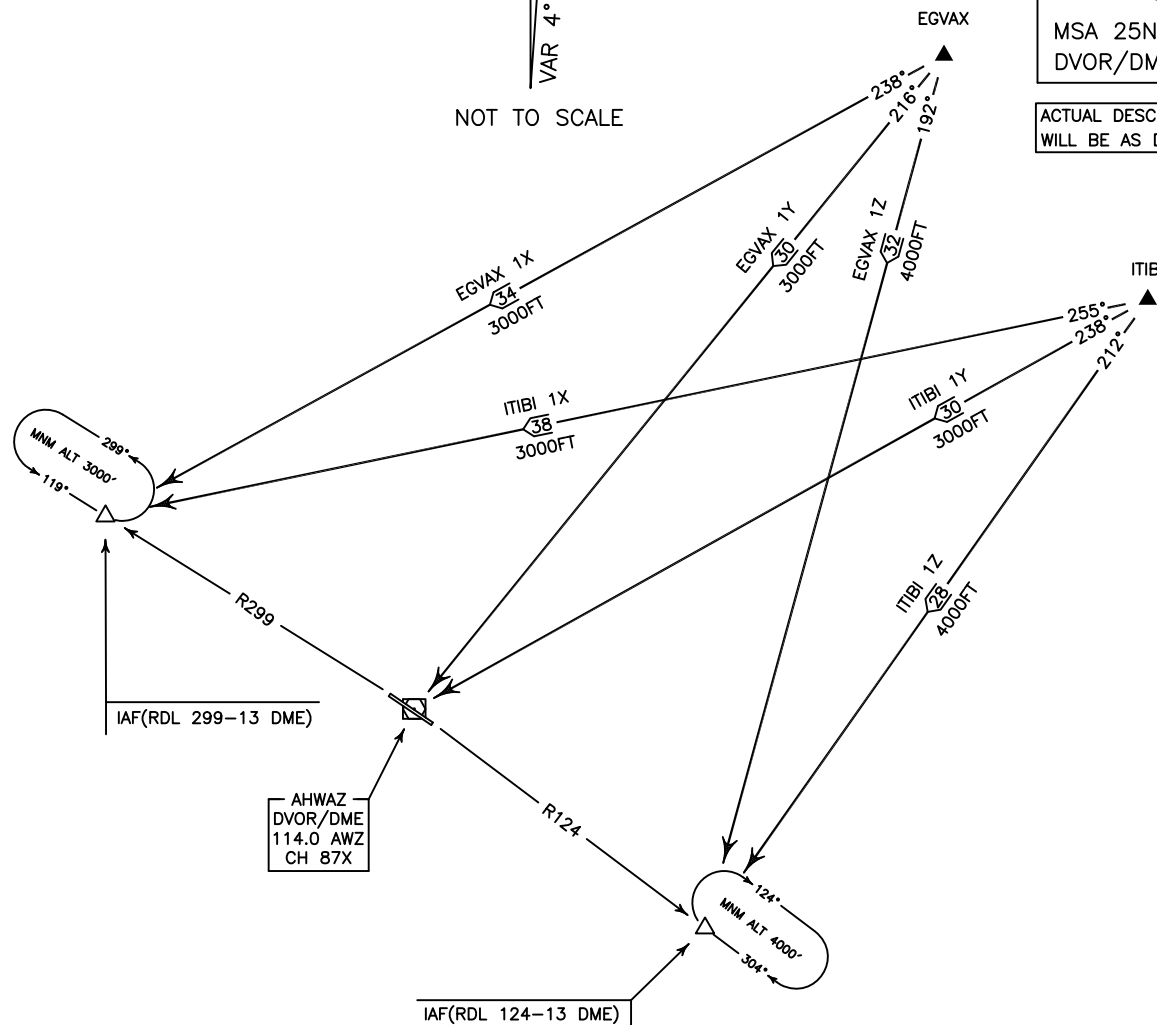 EGVAX
VAR 4°
NOT TO SCALE
MSA 25N
DVOR/DM
ACTUAL DESC
WILL BE AS D
238°
216°
192°
EGVAX 1X
34
3000FT
EGVAX 1Y
30
3000FT
EGVAX 1Z
32
4000FT
ITIB
255°
238°
212°
ITIBI 1X
38
3000FT
ITIBI 1Y
30
3000FT
ITIBI 1Z
28
4000FT
299°
MNM ALT 3000'
119°
R299
IAF(RDL 299-13 DME)
AHWAZ
DVOR/DME
114.0 AWZ
CH 87X
R124
124°
MNM ALT 4000'
304°
IAF(RDL 124-13 DME)